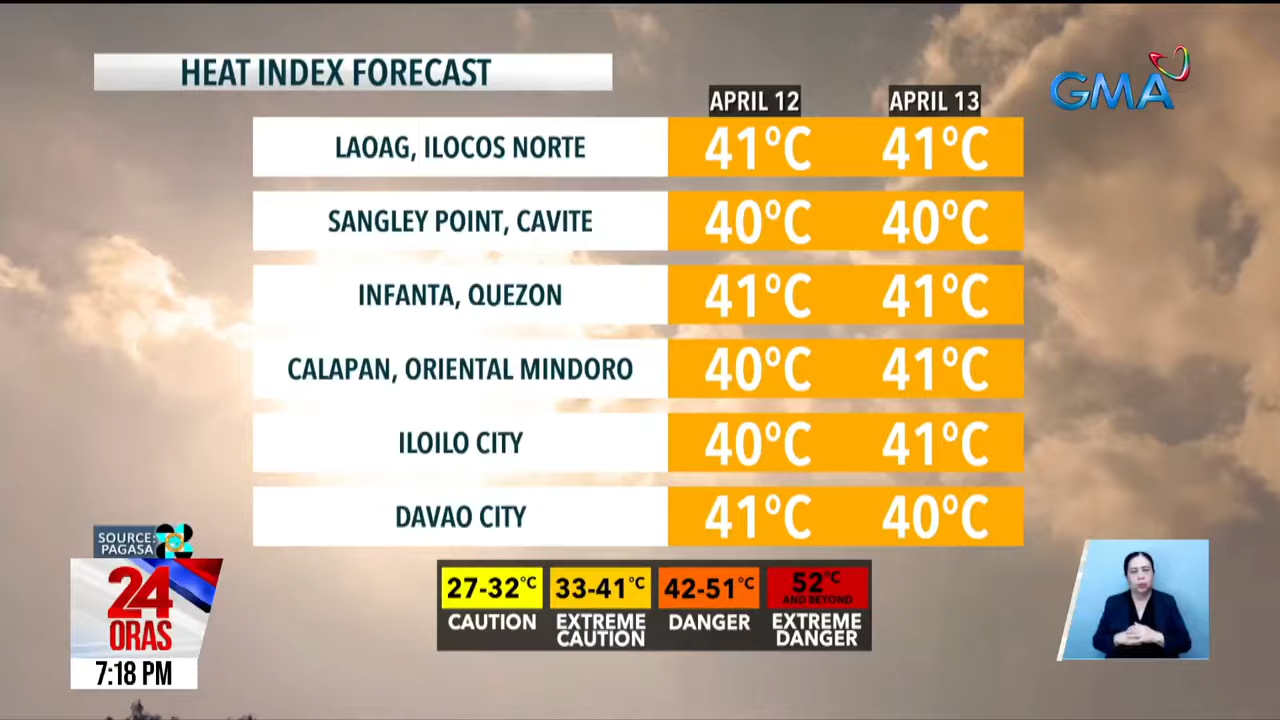 HEAT INDEX FORECAST
GMA
APRIL 12 APRIL 13
LAOAG, ILOCOS NORTE 41°C 41°C
SANGLEY POINT, CAVITE 40°C 40°C
INFANTA, QUEZON 41°C 41°C
CALAPAN, ORIENTAL MINDORO 40°C 41°C
ILOILO CITY 40°C 41°C
DAVAO CITY 41°C 40°C
SOURCE:
PAGASA
24
ORAS
7:18 PM
27-32°C 33-41°C 42-51°C 52°C
AND BEYOND
CAUTION EXTREME CAUTION DANGER EXTREME DANGER